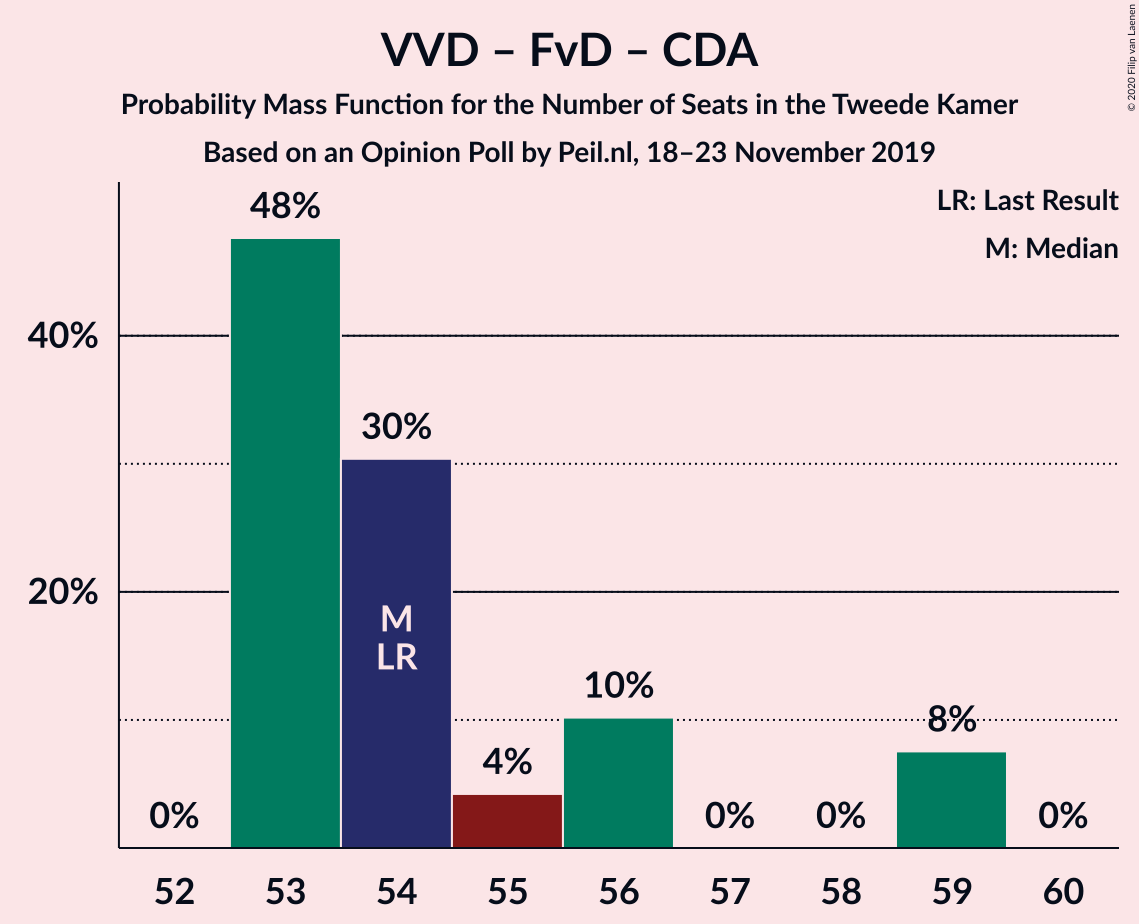 VVD – FvD – CDA
Probability Mass Function for the Number of Seats in the Tweede Kamer
Based on an Opinion Poll by Peil.nl, 18–23 November 2019
© 2020 Filip van Laenen
LR: Last Result
M: Median
48%
40%
30%
20%
M
LR
10%
8%
4%
0%
0%
0%
0%
52
53
54
55
56
57
58
59
60